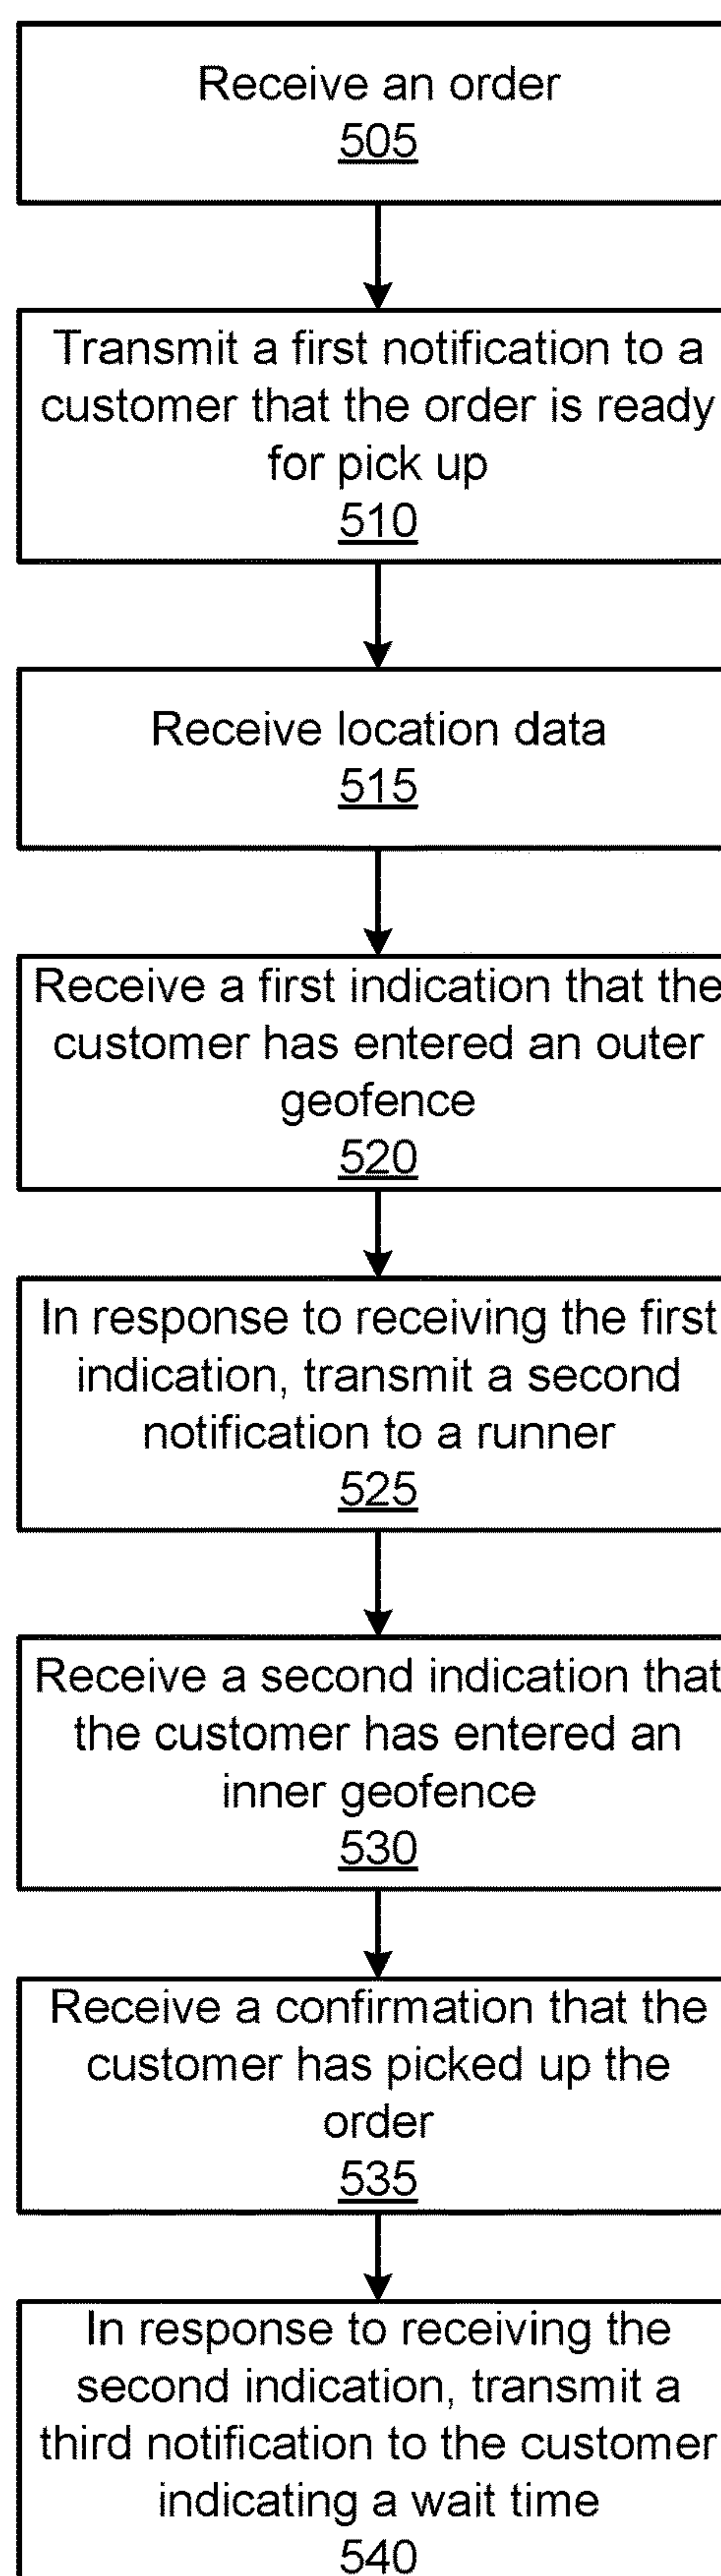 Receive an order
505
Transmit a first notification to a
customer that the order is ready
for pick up
510
Receive location data
515
Receive a first indication that the
customer has entered an outer
geofence
520
In response to receiving the first
indication, transmit a second
notification to a runner
525
Receive a second indication that
the customer has entered an
inner geofence
530
Receive a confirmation that the
customer has picked up the
order
535
In response to receiving the
second indication, transmit a
third notification to the customer
indicating a wait time
540